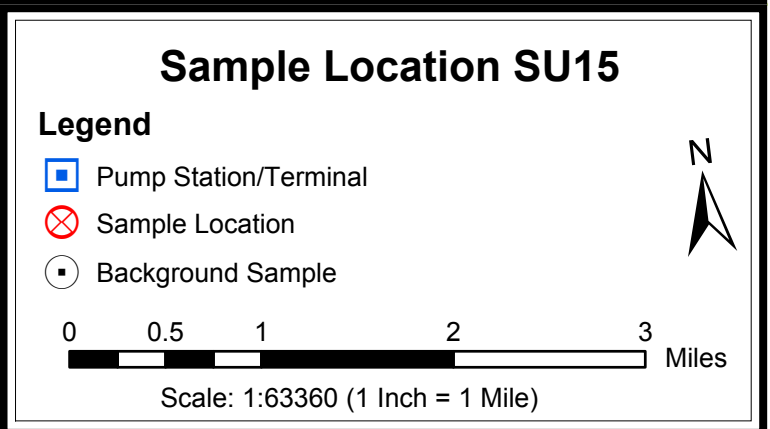 Sample Location SU15
Legend
N
Pump Station/Terminal
Sample Location
Background Sample
0 0.5 1 2 3
Miles
Scale: 1:63360 (1 Inch = 1 Mile)